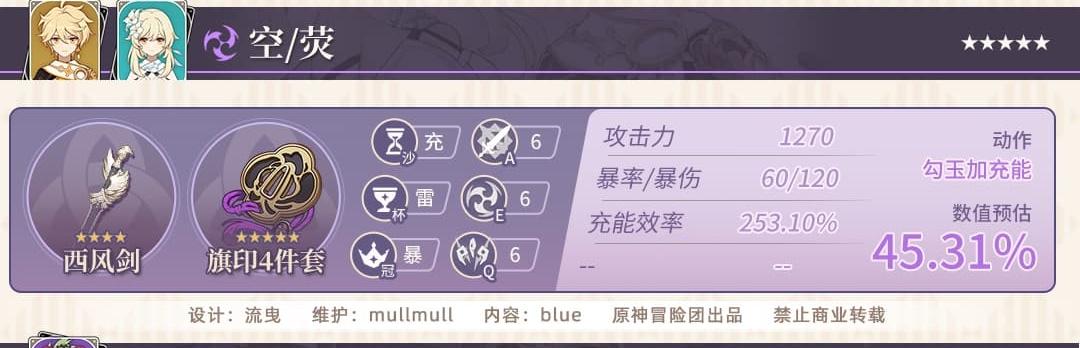 空/荧
★★★★★
西风剑
旗印4件套
沙 充
A 6
杯 雷
E 6
冠 暴
Q 6
攻击力 1270
暴率/暴伤 60/120
充能效率 253.10%
-- --
动作
勾玉加充能
数值预估
45.31%
设计：流曳 维护：mullmull 内容：blue 原神冒险团出品 禁止商业转载